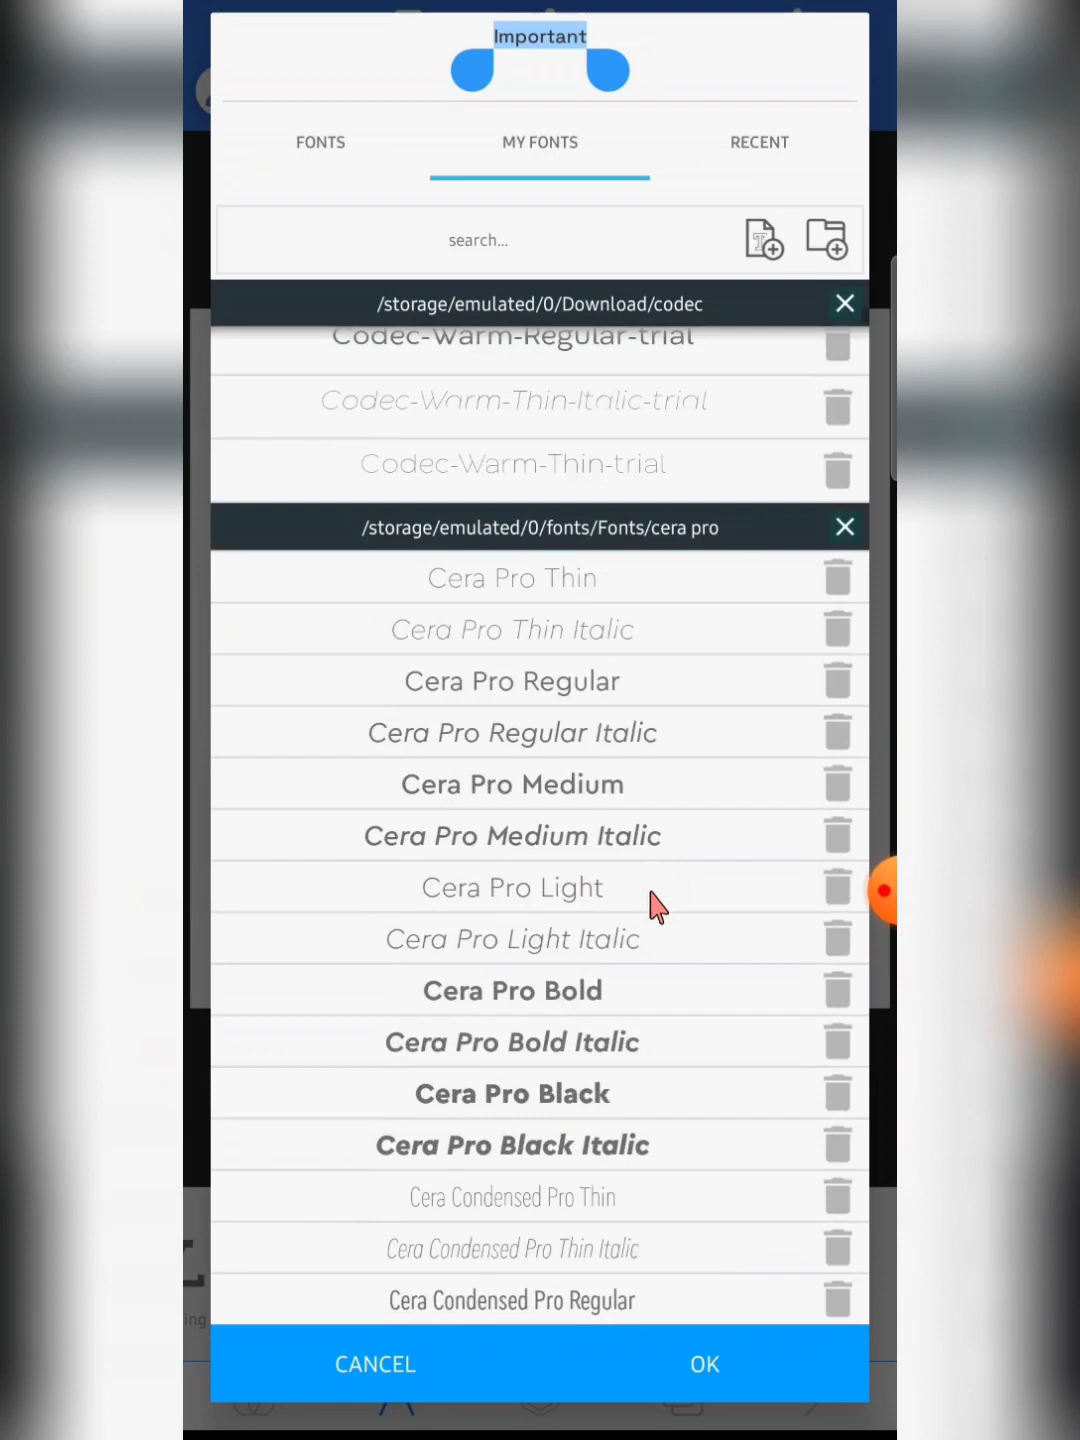 Important
FONTS
MY FONTS
RECENT
search...
/storage/emulated/0/Download/codec
Codec-Warm-Regular-trial
Codec-Warm-Thin-Italic-trial
Codec-Warm-Thin-trial
/storage/emulated/0/fonts/Fonts/cera pro
Cera Pro Thin
Cera Pro Thin Italic
Cera Pro Regular
Cera Pro Regular Italic
Cera Pro Medium
Cera Pro Medium Italic
Cera Pro Light
Cera Pro Light Italic
Cera Pro Bold
Cera Pro Bold Italic
Cera Pro Black
Cera Pro Black Italic
Cera Condensed Pro Thin
Cera Condensed Pro Thin Italic
Cera Condensed Pro Regular
ing
CANCEL
OK